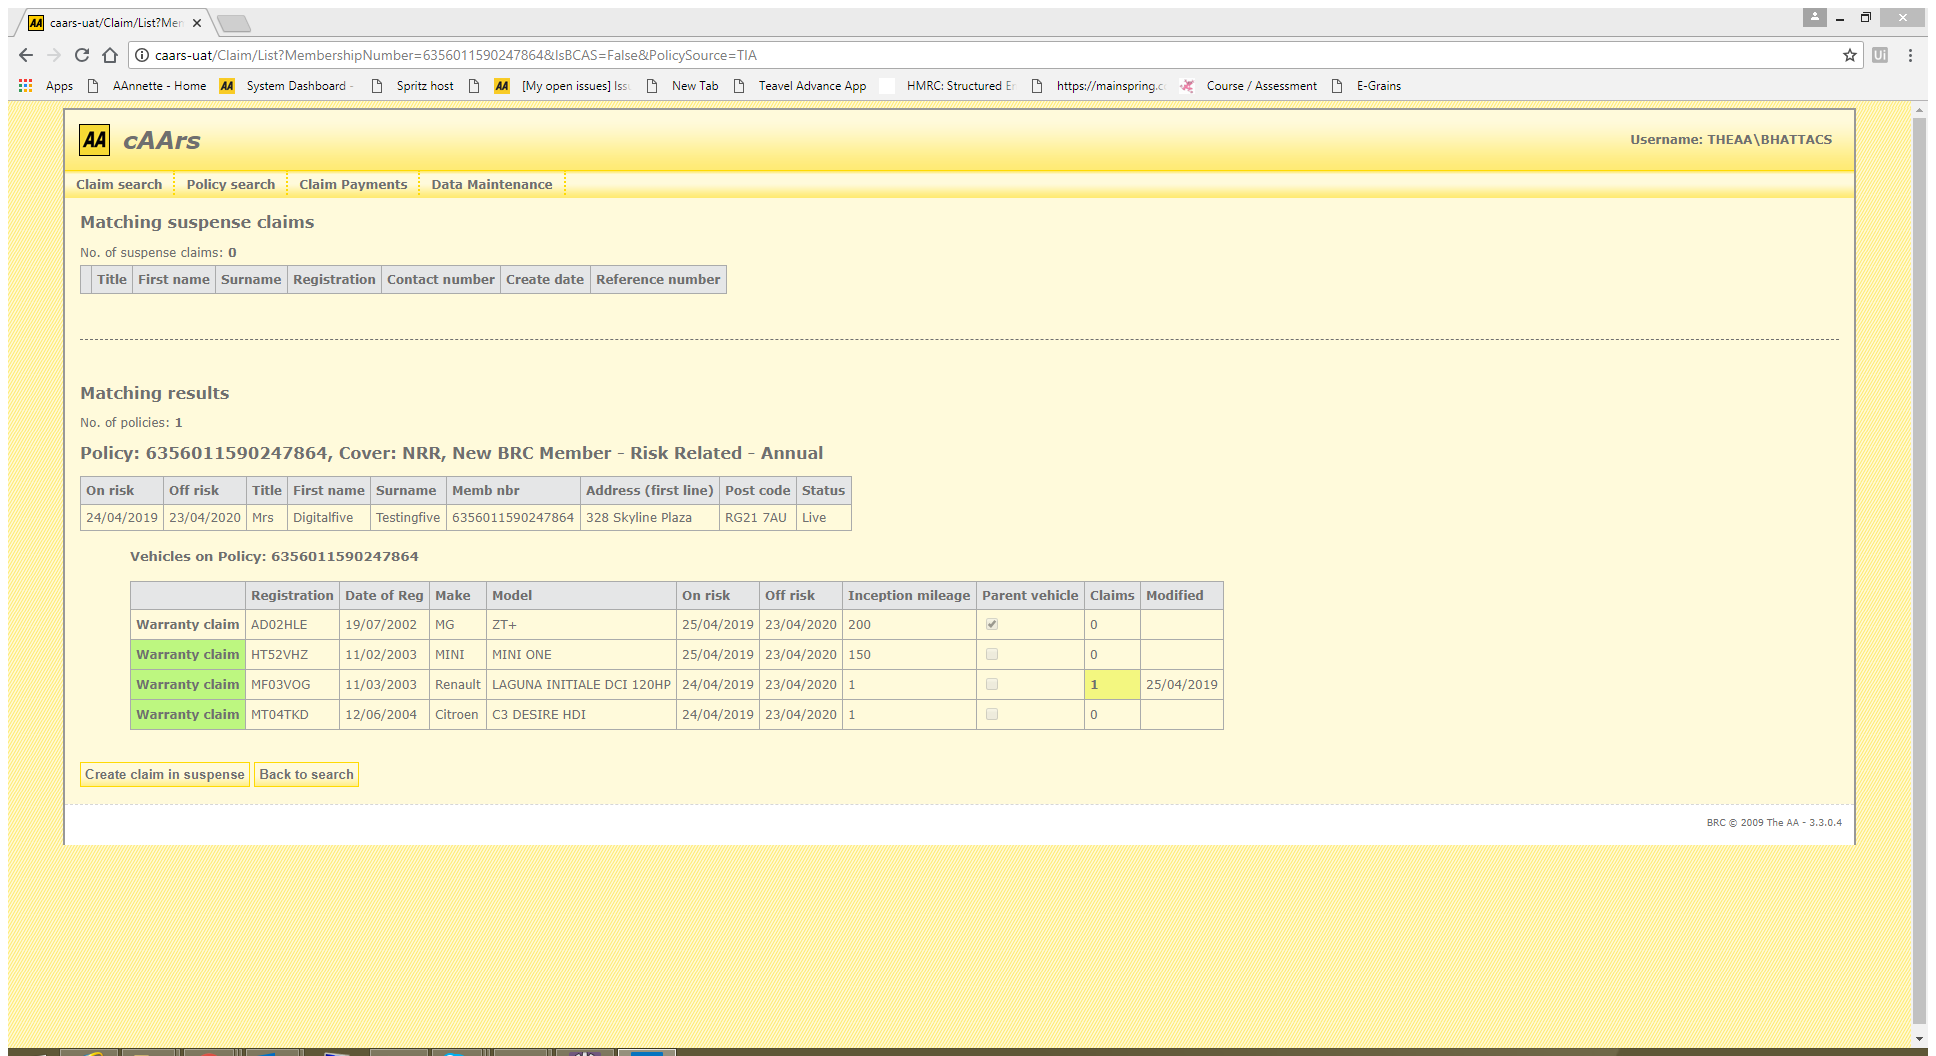 AA caars-uat/Claim/List?Mem
caars-uat/Claim/List?MembershipNumber=6356011590247864&IsBCAS=False&PolicySource=TIA
Apps AAnnette - Home AA System Dashboard - Spritz host AA [My open issues] Iss New Tab Teavel Advance App HMRC: Structured E https://mainspring.c Course / Assessment E-Grains
AA cAArs Username: THEAA\BHATTACS
Claim search Policy search Claim Payments Data Maintenance
Matching suspense claims
No. of suspense claims: 0
Title First name Surname Registration Contact number Create date Reference number
Matching results
No. of policies: 1
Policy: 6356011590247864, Cover: NRR, New BRC Member - Risk Related - Annual
On risk Off risk Title First name Surname Memb nbr Address (first line) Post code Status
24/04/2019 23/04/2020 Mrs Digitalfive Testingfive 6356011590247864 328 Skyline Plaza RG21 7AU Live
Vehicles on Policy: 6356011590247864
Registration Date of Reg Make Model On risk Off risk Inception mileage Parent vehicle Claims Modified
Warranty claim AD02HLE 19/07/2002 MG ZT+ 25/04/2019 23/04/2020 200 0
Warranty claim HT52VHZ 11/02/2003 MINI MINI ONE 25/04/2019 23/04/2020 150 0
Warranty claim MF03VOG 11/03/2003 Renault LAGUNA INITIALE DCI 120HP 24/04/2019 23/04/2020 1 1 25/04/2019
Warranty claim MT04TKD 12/06/2004 Citroen C3 DESIRE HDI 24/04/2019 23/04/2020 1 0
Create claim in suspense Back to search
BRC © 2009 The AA - 3.3.0.4